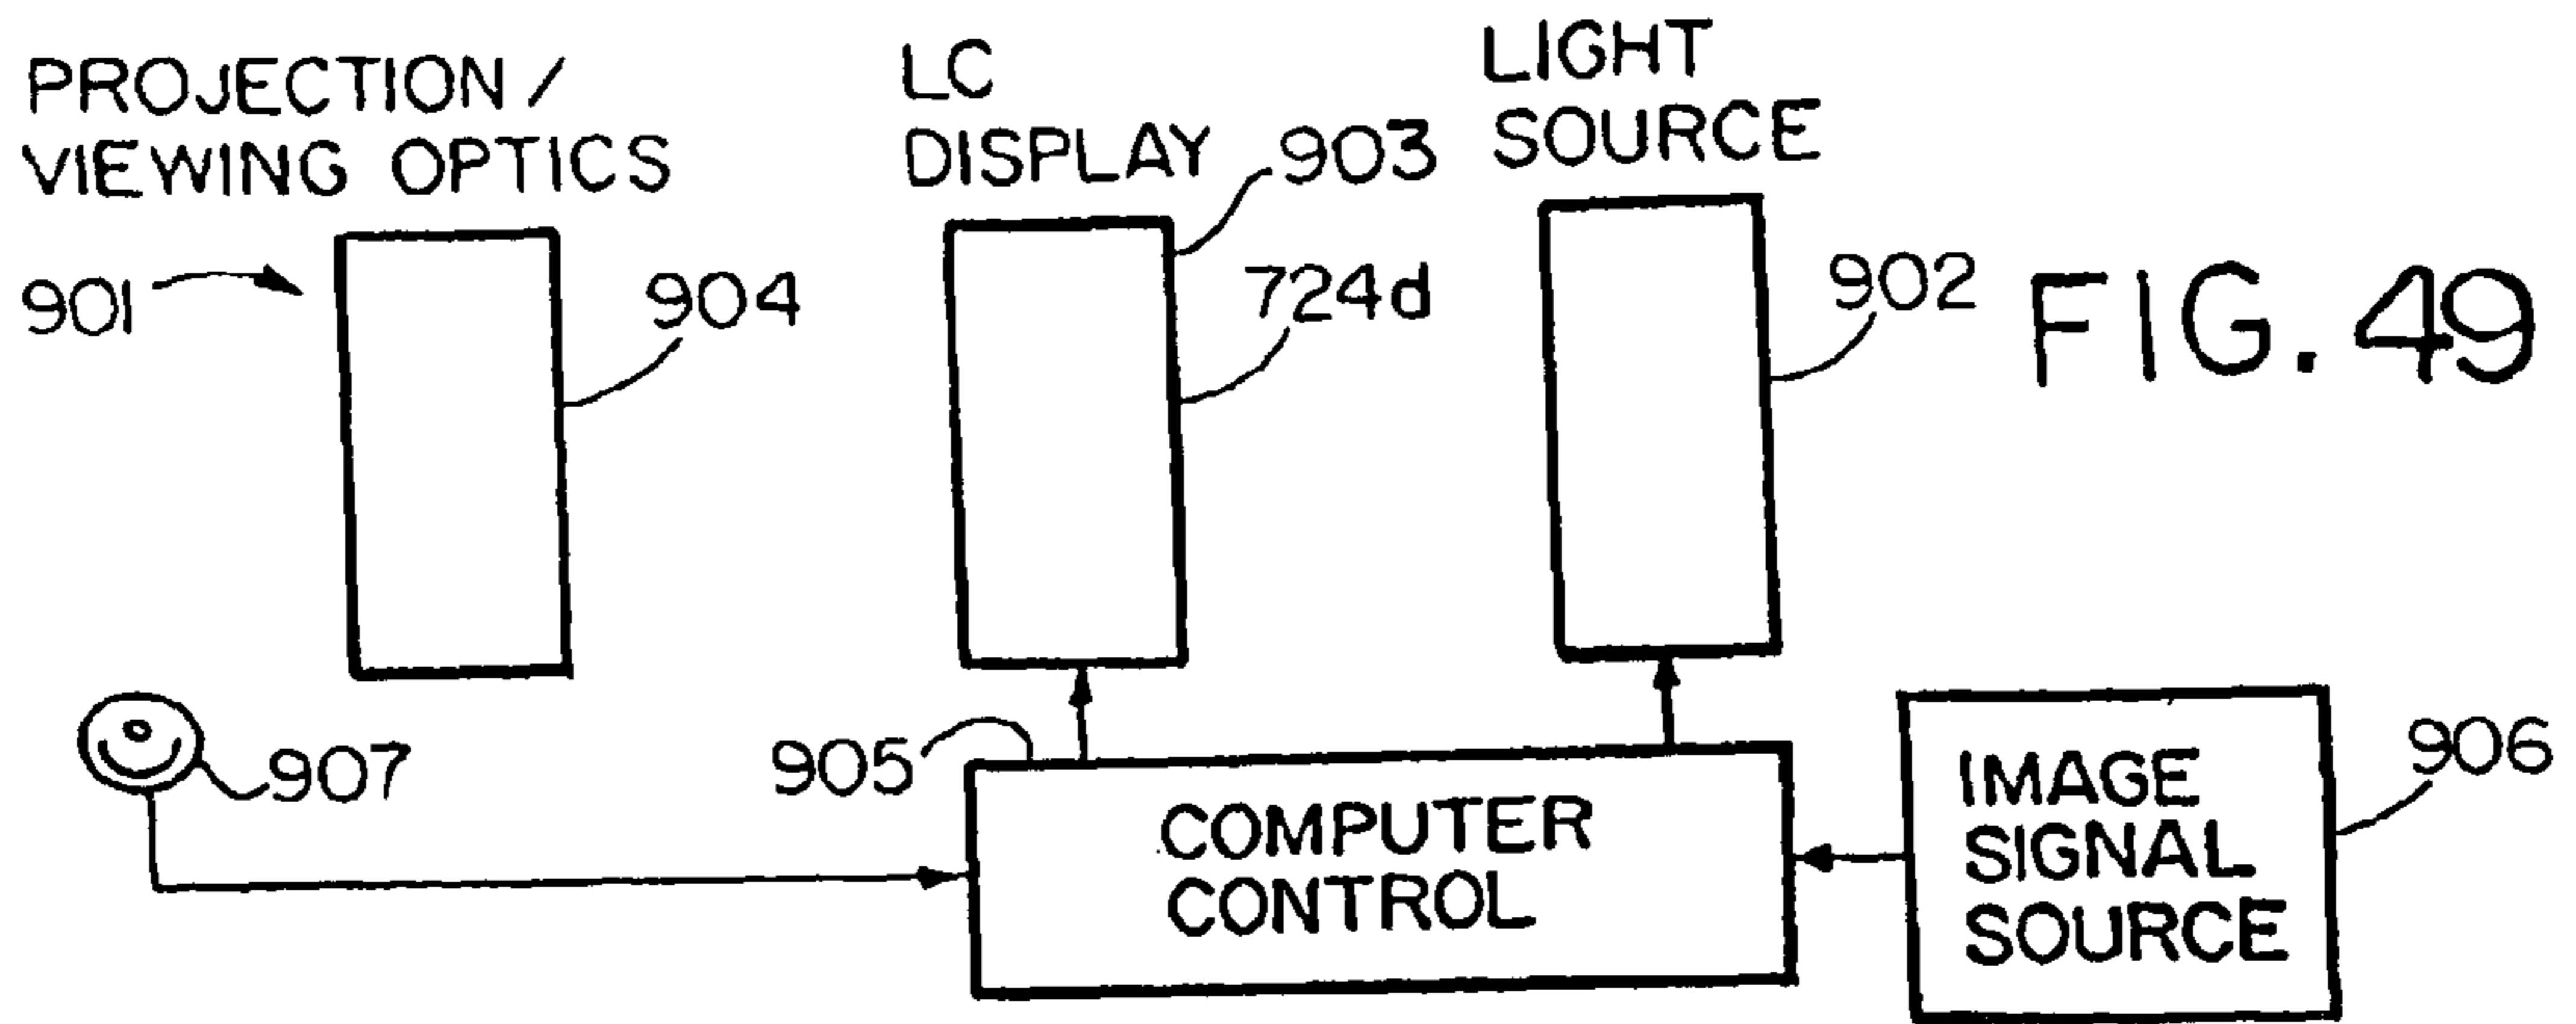 PROJECTION /
VIEWING OPTICS
LC
DISPLAY
LIGHT
SOURCE
903
901
904
724d
902
FIG. 49
907
905
COMPUTER
CONTROL
IMAGE
SIGNAL
SOURCE
906